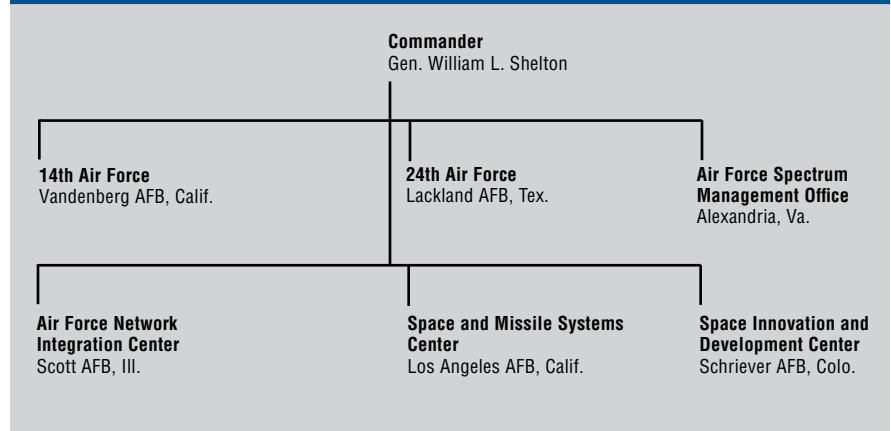 Commander
Gen. William L. Shelton
14th Air Force
Vandenberg AFB, Calif.
24th Air Force
Lackland AFB, Tex.
Air Force Spectrum
Management Office
Alexandria, Va.
Air Force Network
Integration Center
Scott AFB, Ill.
Space and Missile Systems
Center
Los Angeles AFB, Calif.
Space Innovation and
Development Center
Schriever AFB, Colo.